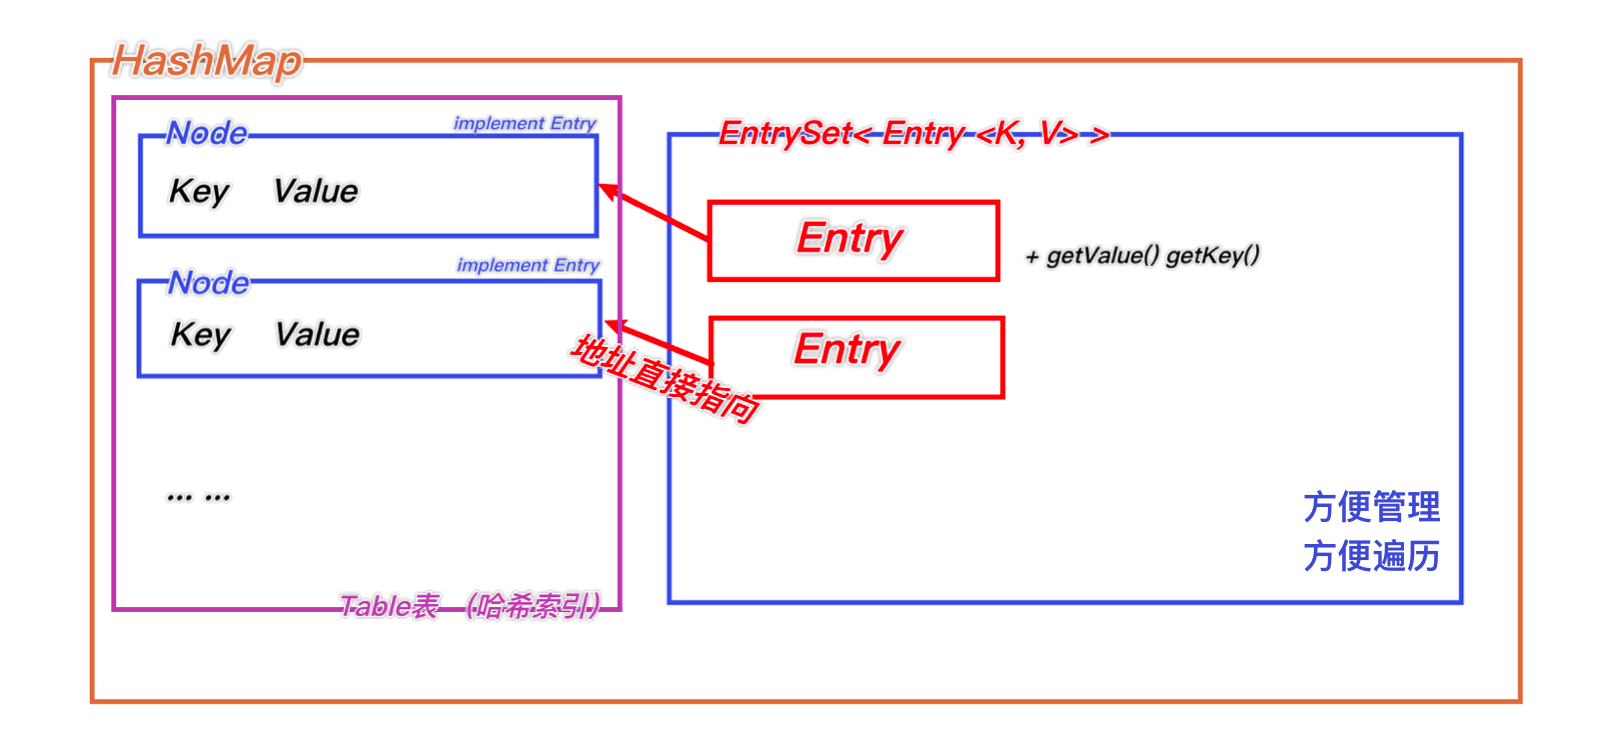 HashMap
Node
implement Entry
Key Value
Node
implement Entry
Key Value
... ...
Table表 (哈希索引)
EntrySet< Entry <K, V> >
Entry
+ getValue() getKey()
Entry
地址直接指向
方便管理
方便遍历